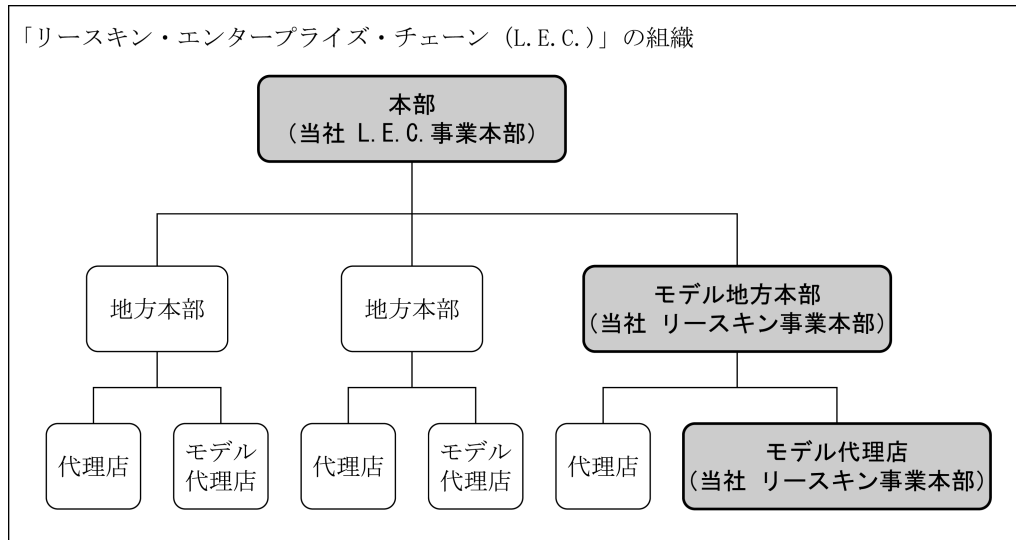 「リースキン・エンタープライズ・チェーン (L.E.C.)」の組織
本部
(当社 L.E.C.事業本部)
地方本部
地方本部
モデル地方本部
(当社 リースキン事業本部)
代理店
モデル
代理店
代理店
モデル
代理店
代理店
モデル代理店
(当社 リースキン事業本部)